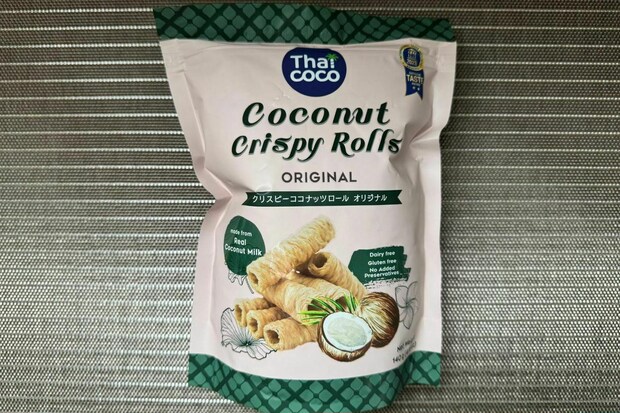 Thai
coco
TASTE
Coconut
Crispy Rolls
ORIGINAL
クリスピーココナッツロール オリジナル
made from
Real
Coconut Milk
Dairy free
Gluten free
No Added
Preservatives